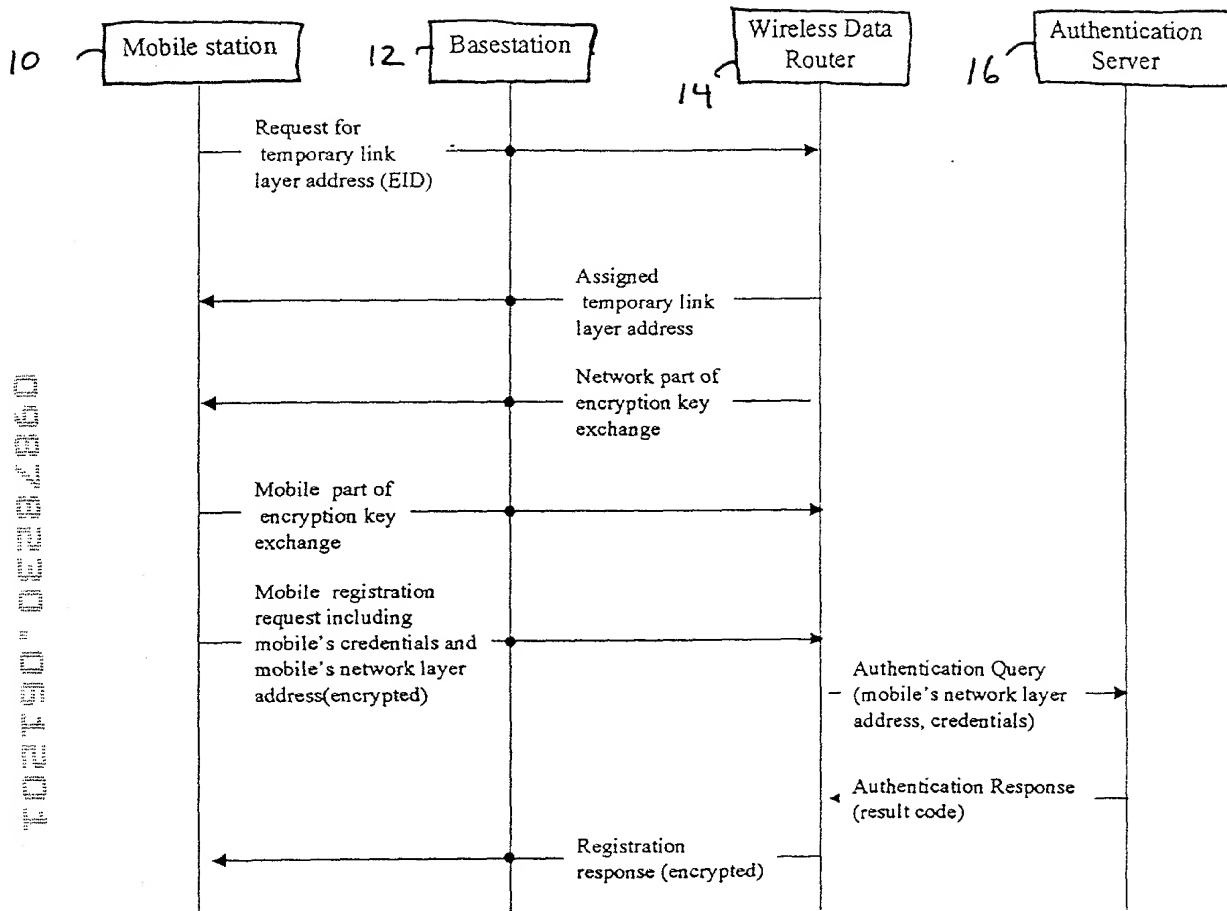 10
Mobile station
12
Basestation
Wireless Data
Router
14
Authentication
Server
16
Request for
temporary link
layer address (EID)
Assigned
temporary link
layer address
Network part of
encryption key
exchange
Mobile part of
encryption key
exchange
Mobile registration
request including
mobile's credentials and
mobile's network layer
address(encrypted)
Authentication Query
(mobile's network layer
address, credentials)
Authentication Response
(result code)
Registration
response (encrypted)
09878230.061201